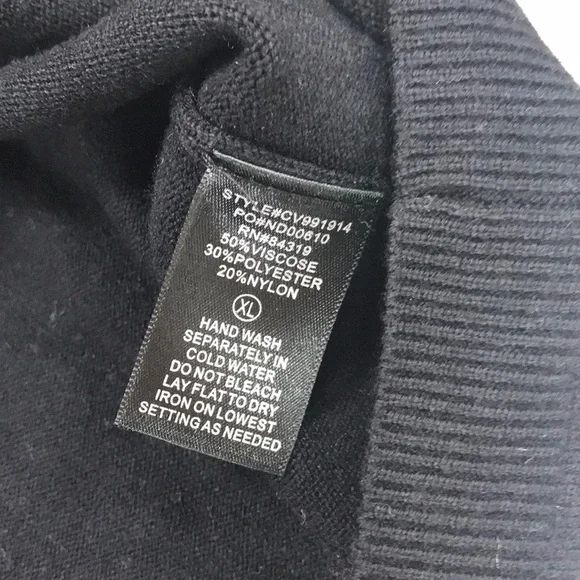 STYLE#CV991914
PO#ND00610
RN#84319
50%VISCOSE
30%POLYESTER
20%NYLON
XL
HAND WASH
SEPARATELY IN
COLD WATER
DO NOT BLEACH
LAY FLAT TO DRY
IRON ON LOWEST
SETTING AS NEEDED